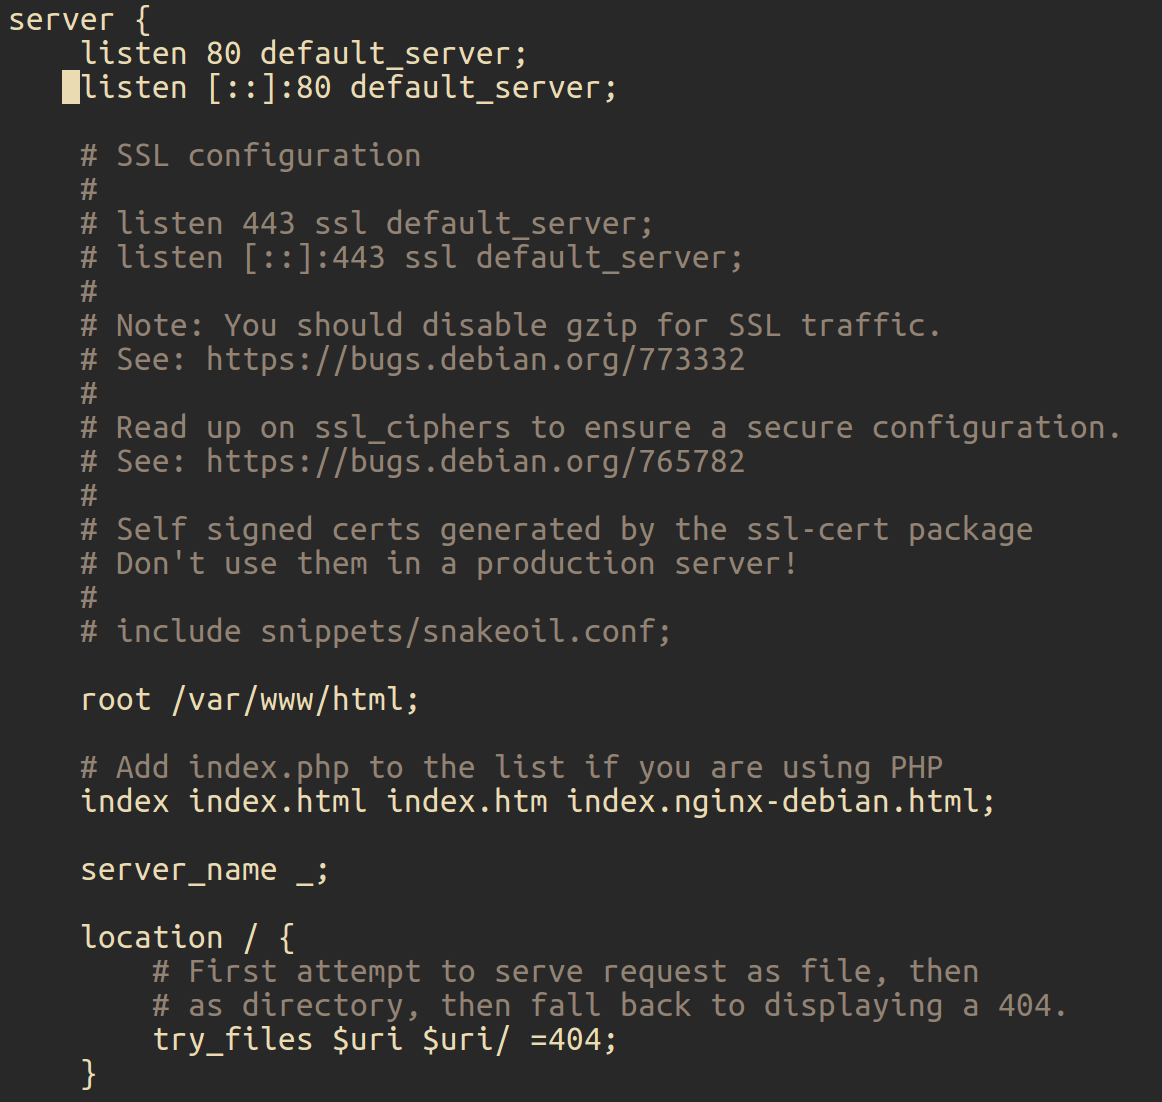 server {
    listen 80 default_server;
    listen [::]:80 default_server;

    # SSL configuration
    #
    # listen 443 ssl default_server;
    # listen [::]:443 ssl default_server;
    #
    # Note: You should disable gzip for SSL traffic.
    # See: https://bugs.debian.org/773332
    #
    # Read up on ssl_ciphers to ensure a secure configuration.
    # See: https://bugs.debian.org/765782
    #
    # Self signed certs generated by the ssl-cert package
    # Don't use them in a production server!
    #
    # include snippets/snakeoil.conf;

    root /var/www/html;

    # Add index.php to the list if you are using PHP
    index index.html index.htm index.nginx-debian.html;

    server_name _;

    location / {
        # First attempt to serve request as file, then
        # as directory, then fall back to displaying a 404.
        try_files $uri $uri/ =404;
    }